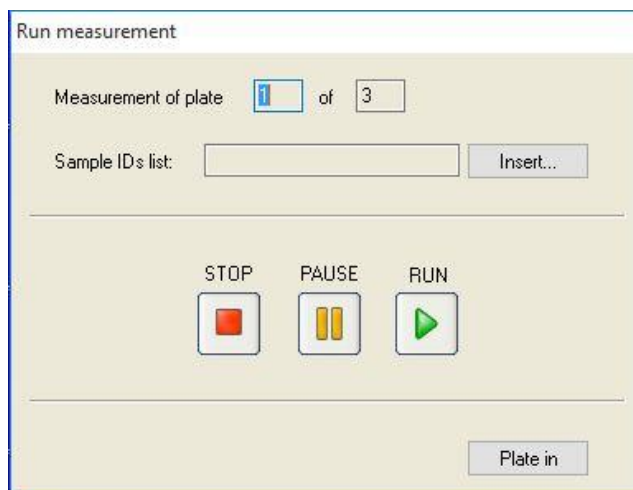 Run measurement
Measurement of plate 1 of 3
Sample IDs list: Insert...
STOP PAUSE RUN
Plate in